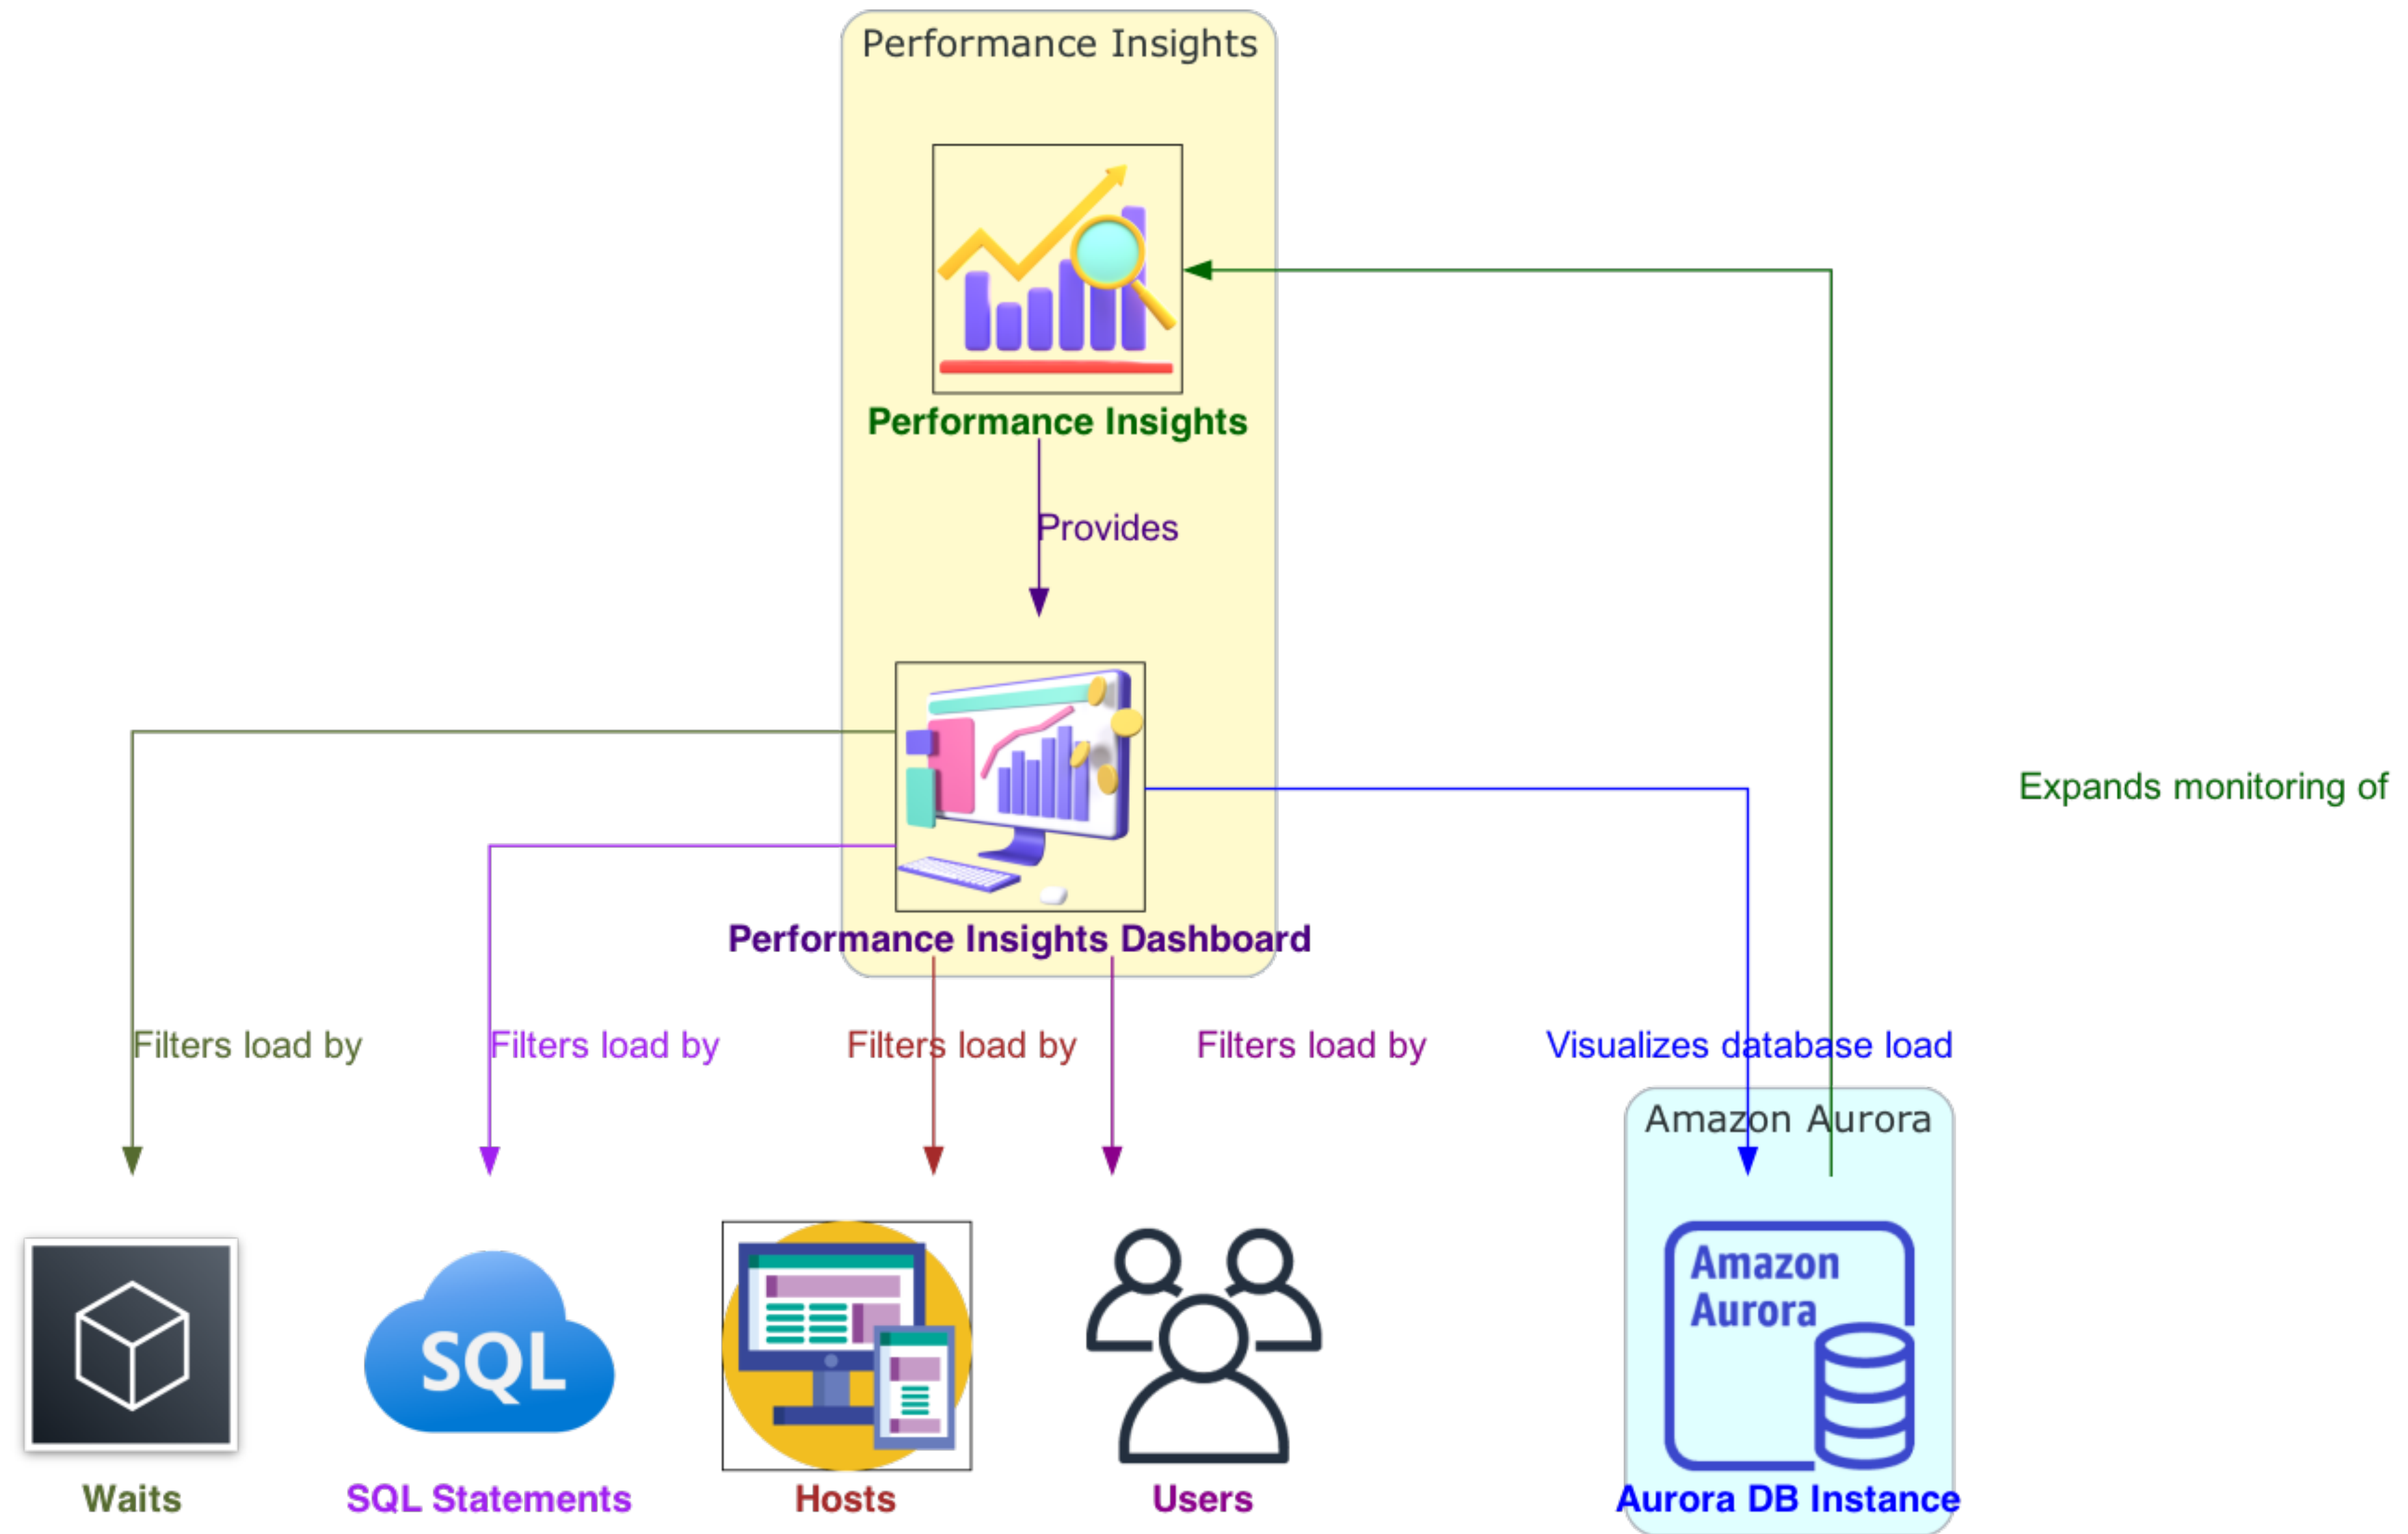 Performance Insights
Performance Insights
Provides
Expands monitoring of
Performance Insights Dashboard
Filters load by
Filters load by
Filters load by
Filters load by
Visualizes database load
Amazon Aurora
SQL
Amazon
Aurora
Waits
SQL Statements
Hosts
Users
Aurora DB Instance